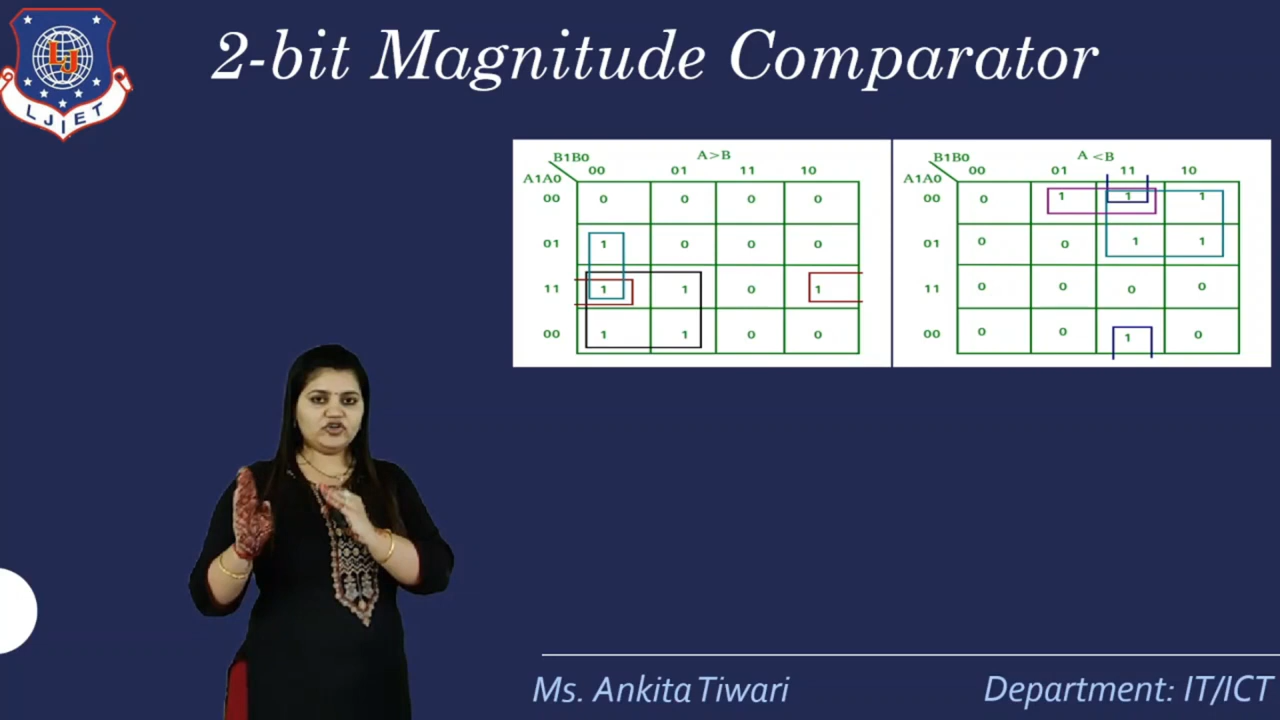 2-bit Magnitude Comparator
LJIET
B1B0 A>B
A1A0 00 01 11 10
00 0 0 0 0
01 1 0 0 0
11 1 1 0 1
00 1 1 0 0
B1B0 A <B
A1A0 00 01 11 10
00 0 1 1 1
01 0 0 1 1
11 0 0 0 0
00 0 0 1 0
Ms. Ankita Tiwari
Department: IT/ICT